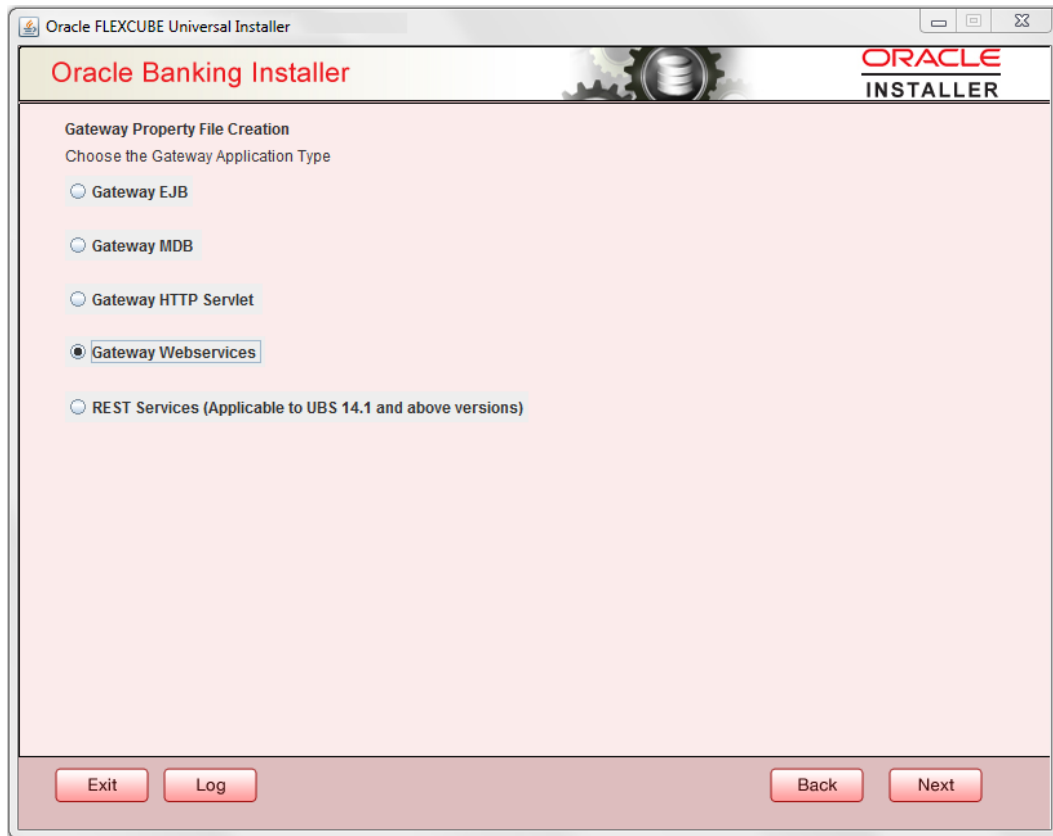 Oracle FLEXCUBE Universal Installer
Oracle Banking Installer
ORACLE
INSTALLER
Gateway Property File Creation
Choose the Gateway Application Type
Gateway EJB
Gateway MDB
Gateway HTTP Servlet
Gateway Webservices
REST Services (Applicable to UBS 14.1 and above versions)
Exit
Log
Back
Next